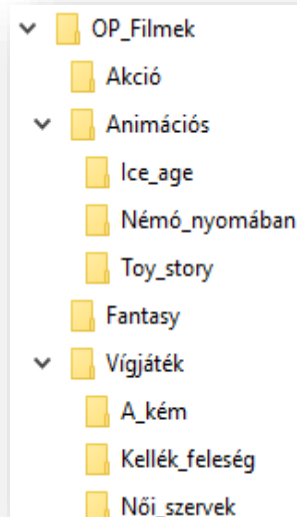 OP_Filmek
Akció
Animációs
Ice_age
Némó_nyomában
Toy_story
Fantasy
Vígjáték
A_kém
Kellék_feleség
Női_szervek